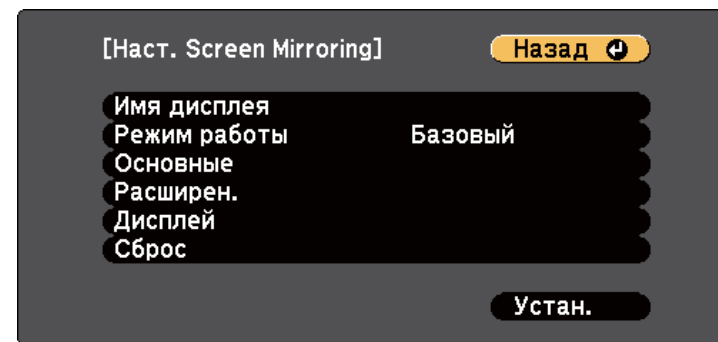 [Наст. Screen Mirroring] Назад
Имя дисплея
Режим работы Базовый
Основные
Расширен.
Дисплей
Сброс
Устан.